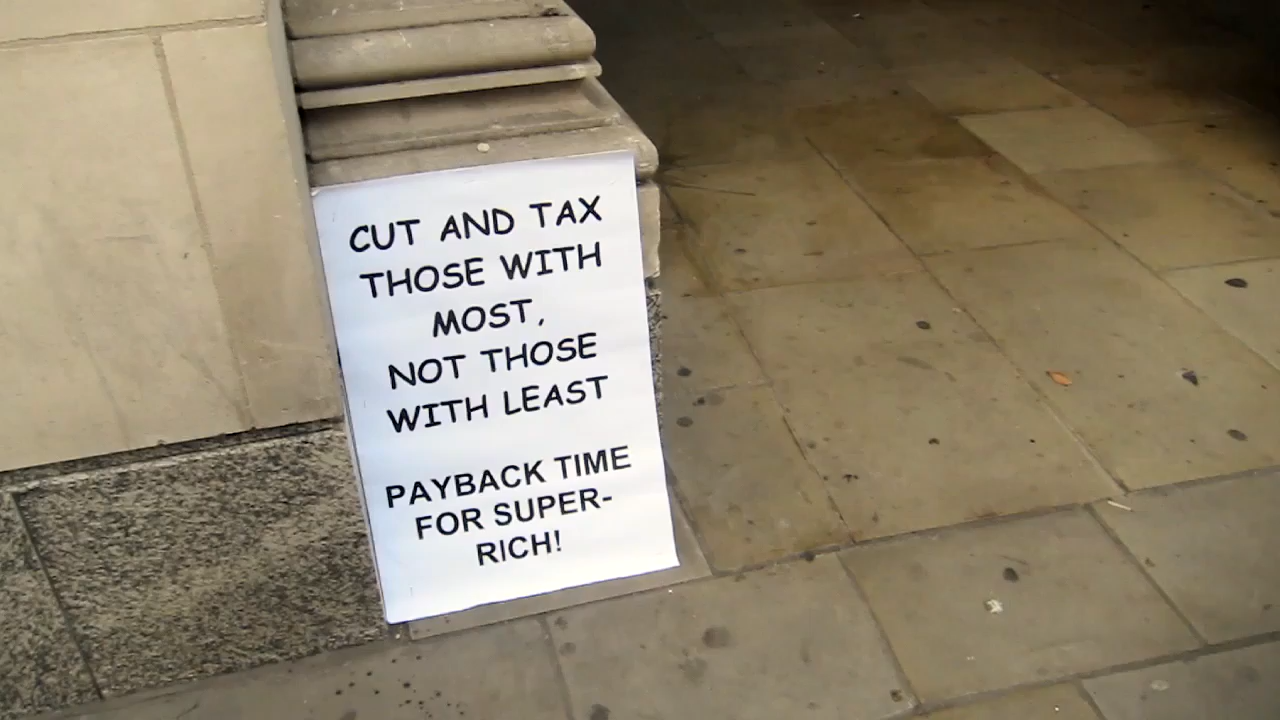 CUT AND TAX
THOSE WITH
MOST,
NOT THOSE
WITH LEAST
PAYBACK TIME
FOR SUPER-
RICH!